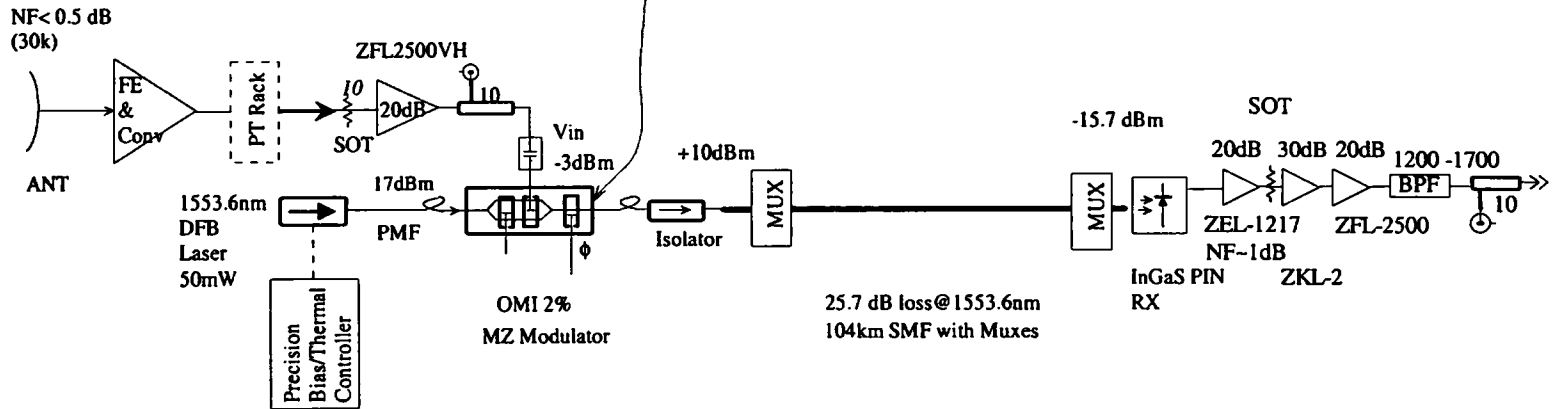 NF< 0.5 dB
(30k)
FE
&
Conv
ANT
PT Rack
10
SOT
ZFL2500VH
20dB
10
Vin
-3dBm
1553.6nm
DFB
Laser
50mW
Precision
Bias/Thermal
Controller
17dBm
PMF
ϕ
OMI 2%
MZ Modulator
+10dBm
Isolator
MUX
25.7 dB loss@1553.6nm
104km SMF with Muxes
MUX
-15.7 dBm
InGaS PIN
RX
SOT
20dB
30dB
20dB
ZEL-1217
NF~1dB
ZKL-2
ZFL-2500
1200 -1700
BPF
10